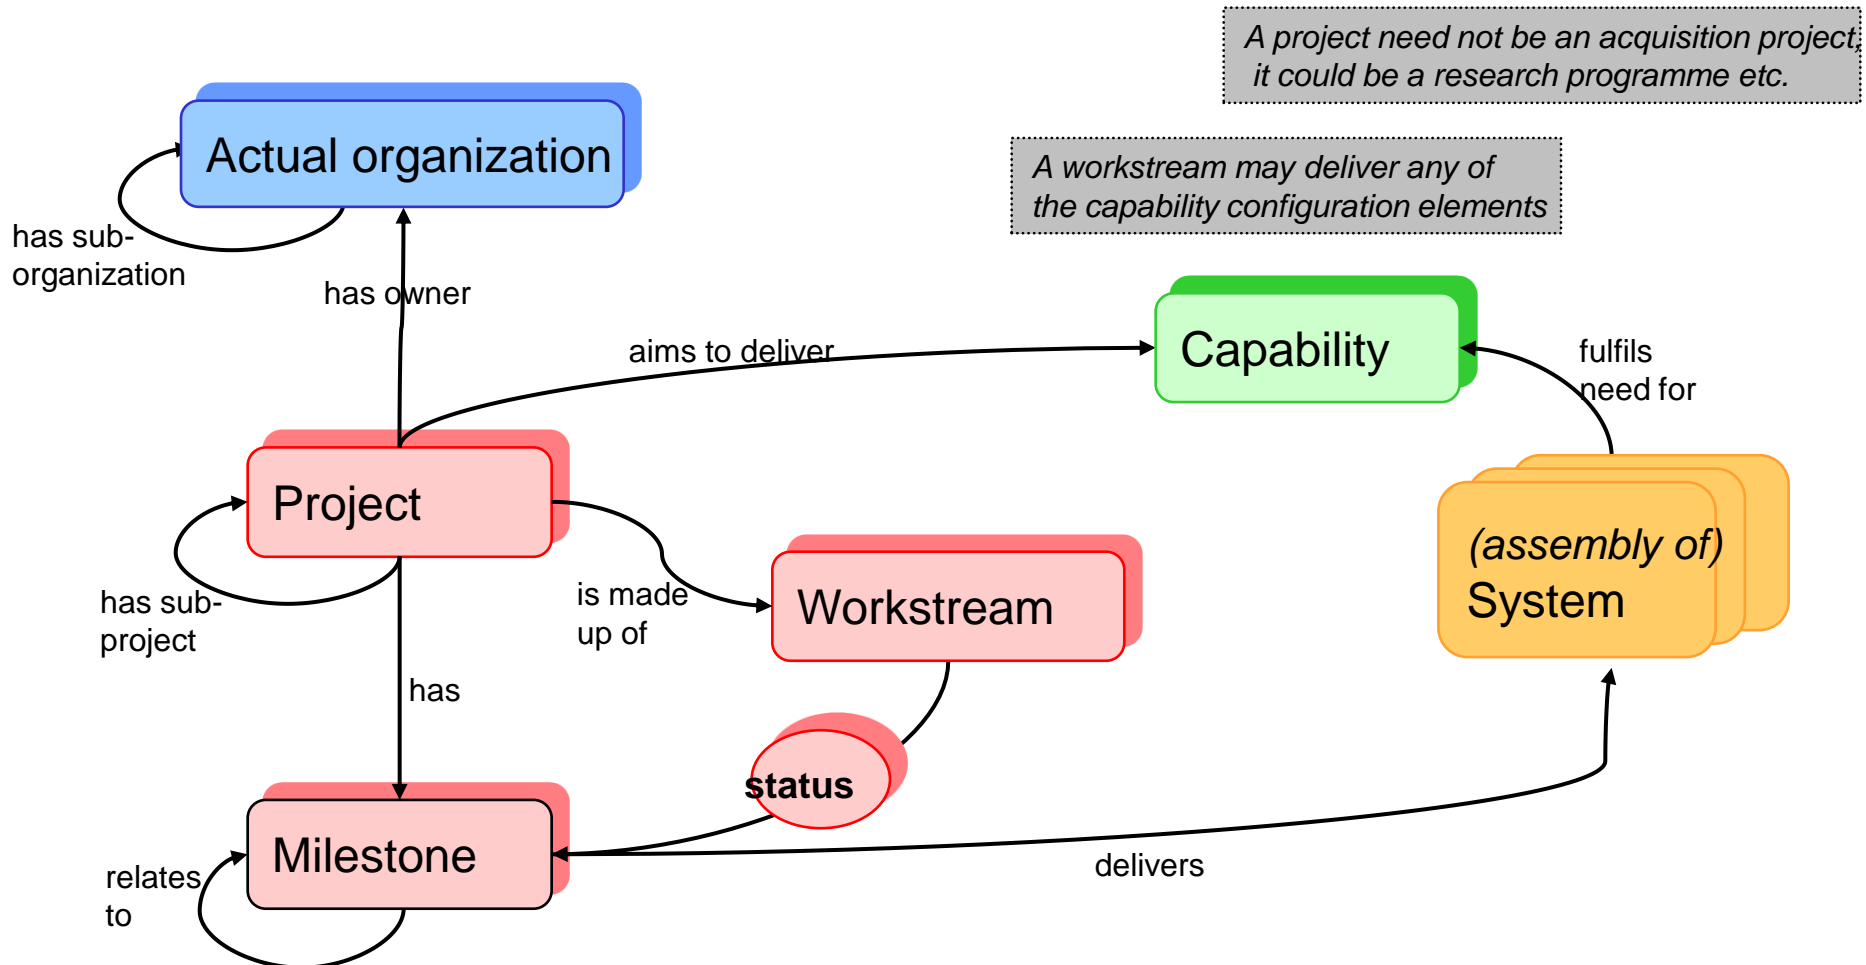 A project need not be an acquisition project,
it could be a research programme etc.
Actual organization
A workstream may deliver any of
the capability configuration elements
has sub-
organization
has owner
aims to deliver
Capability
fulfils
need for
Project
(assembly of)
System
has sub-
project
is made
up of
Workstream
has
status
Milestone
relates
to
delivers